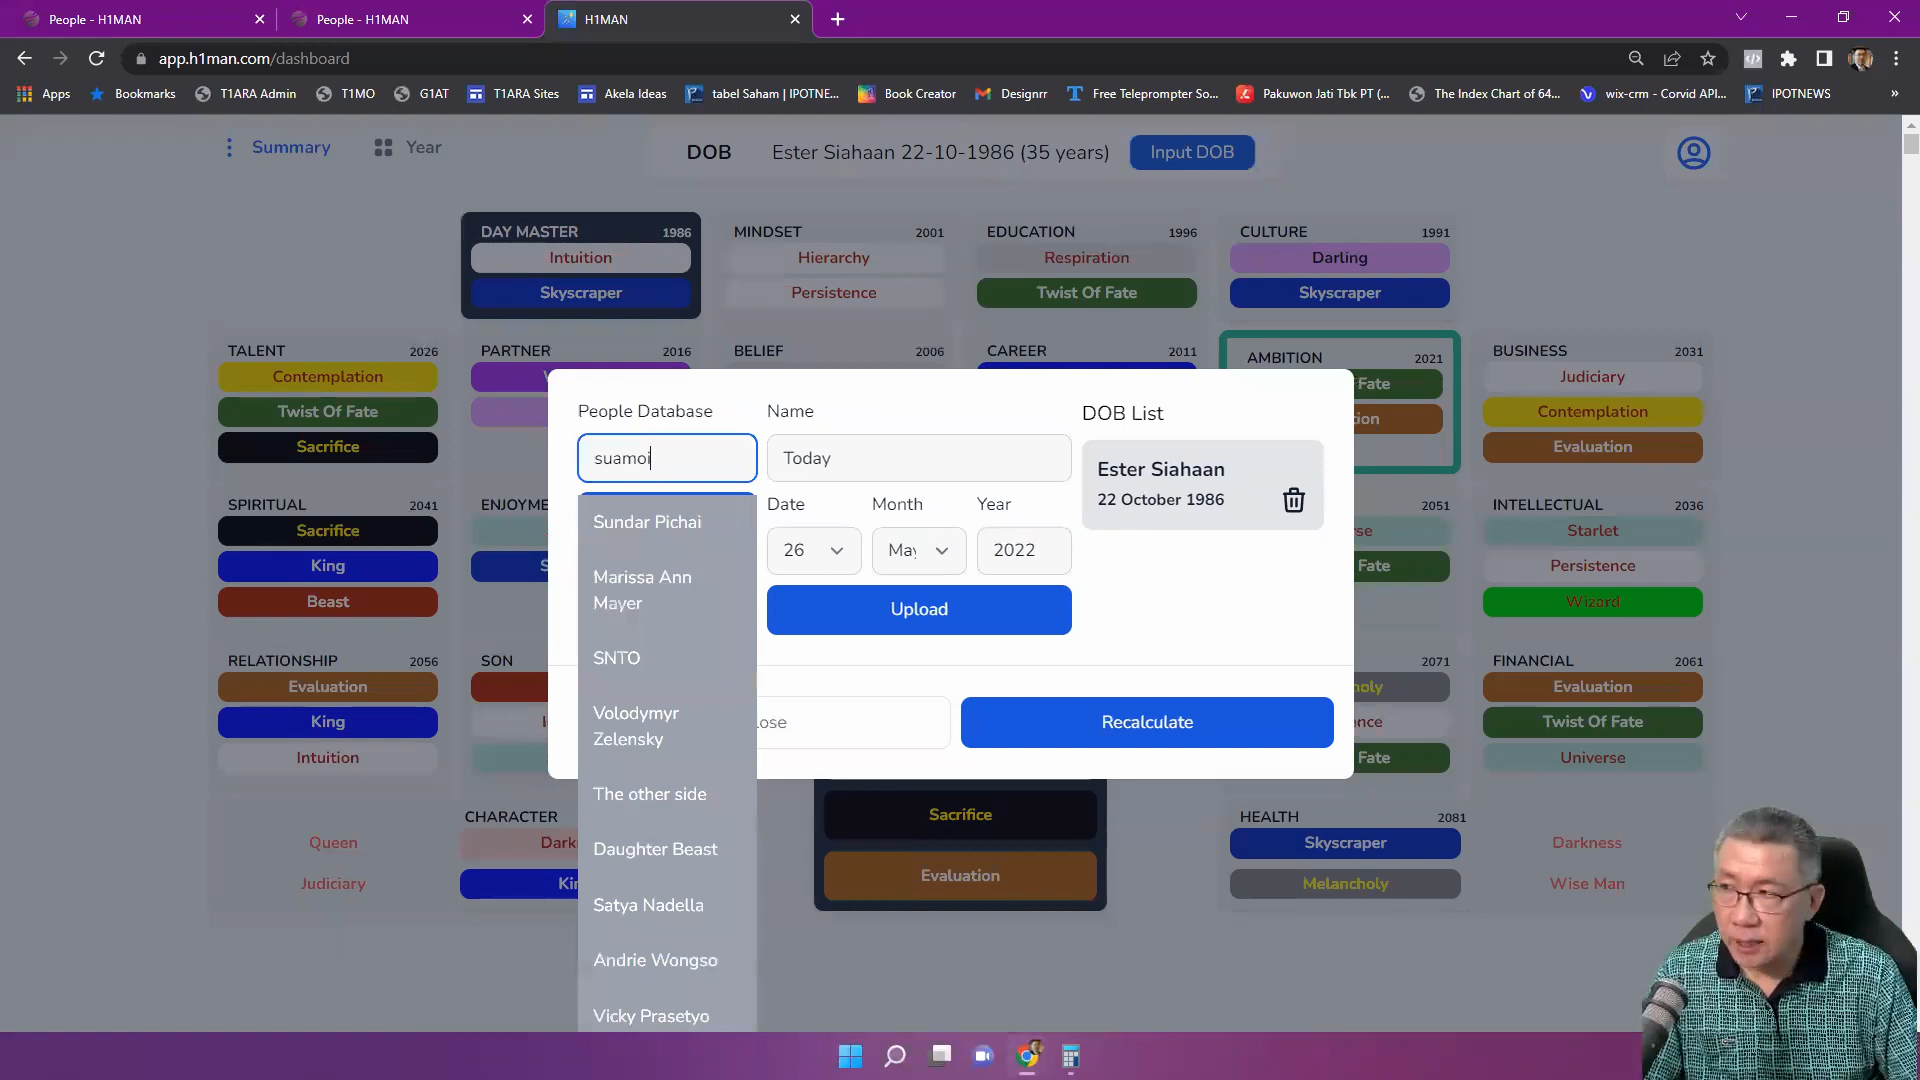 People - H1MAN
People - H1MAN
H1MAN
app.h1man.com/dashboard
Apps
Bookmarks
T1ARA Admin
T1MO
G1AT
T1ARA Sites
Akela Ideas
tabel Saham | IPOTNE...
Book Creator
Designrr
Free Teleprompter So...
Pakuwon Jati Tbk PT (...
The Index Chart of 64...
wix-crm - Corvid API...
IPOTNEWS
»
Summary
Year
DOB
Ester Siahaan 22-10-1986 (35 years)
Input DOB
DAY MASTER 1986
Intuition
Skyscraper
MINDSET 2001
Hierarchy
Persistence
EDUCATION 1996
Respiration
Twist Of Fate
CULTURE 1991
Darling
Skyscraper
TALENT 2026
Contemplation
Twist Of Fate
Sacrifice
PARTNER 2016
BELIEF 2006
CAREER 2011
AMBITION 2021
Fate
BUSINESS 2031
Judiciary
Contemplation
Evaluation
People Database
suamoi
Name
Today
Date
26
Month
May
Year
2022
Upload
DOB List
Ester Siahaan
22 October 1986
Recalculate
Sundar Pichai
Marissa Ann
Mayer
SNTO
Volodymyr
Zelensky
The other side
Daughter Beast
Satya Nadella
Andrie Wongso
Vicky Prasetyo
SPIRITUAL 2041
Sacrifice
King
Beast
ENJOYME
2051
Fate
INTELLECTUAL 2036
Starlet
Persistence
Wizard
RELATIONSHIP 2056
Evaluation
King
Intuition
SON
2071
Fate
FINANCIAL 2061
Evaluation
Twist Of Fate
Universe
Queen
Judiciary
CHARACTER
Dark
Sacrifice
Evaluation
HEALTH 2081
Skyscraper
Melancholy
Darkness
Wise Man